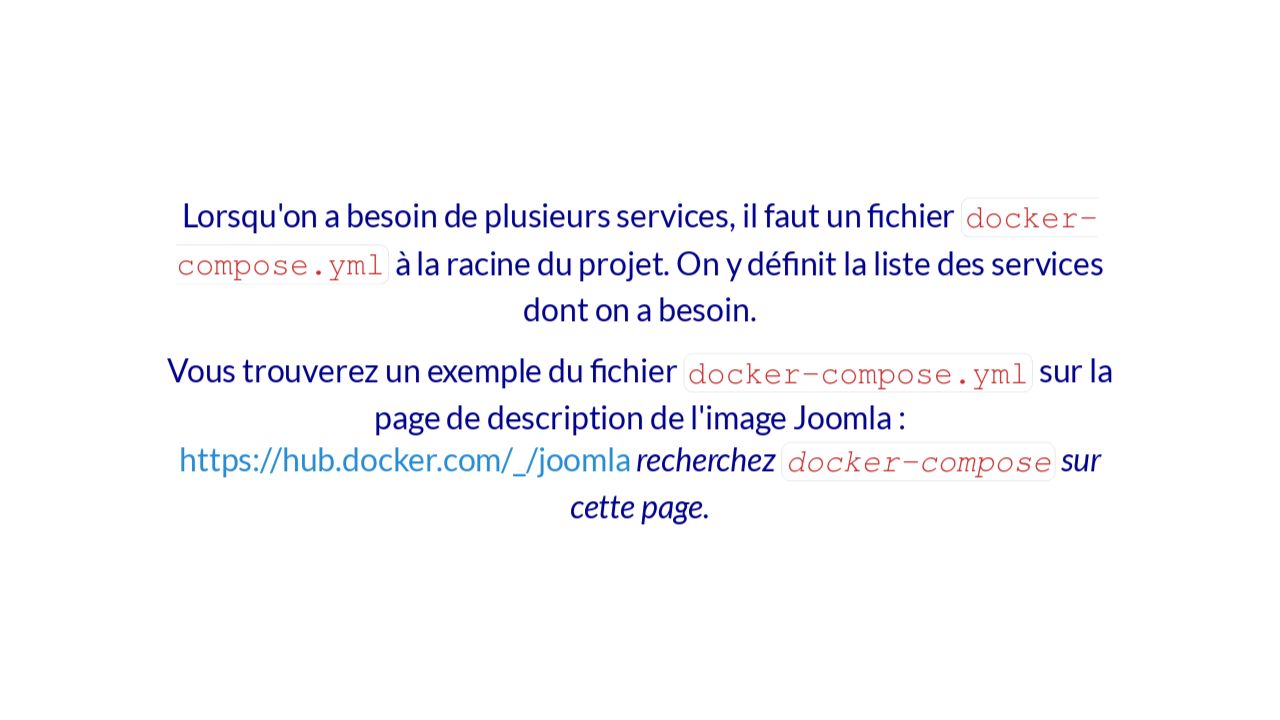 Lorsqu'on a besoin de plusieurs services, il faut un fichier docker-
compose.yml à la racine du projet. On y définit la liste des services
dont on a besoin.
Vous trouverez un exemple du fichier docker-compose.yml sur la
page de description de l'image Joomla :
https://hub.docker.com/_/joomla recherchez docker-compose sur
cette page.